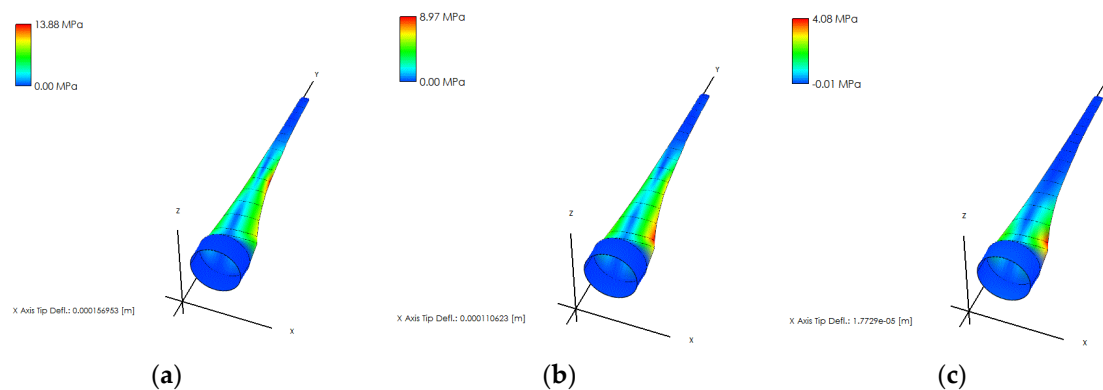 13.88 MPa
0.00 MPa
Y
Z
X
X Axis Tip Defl.: 0.000156953 [m]
(a)
8.97 MPa
0.00 MPa
Y
Z
X
X Axis Tip Defl.: 0.000110623 [m]
(b)
4.08 MPa
-0.01 MPa
Y
Z
X
X Axis Tip Defl.: 1.7729e-05 [m]
(c)